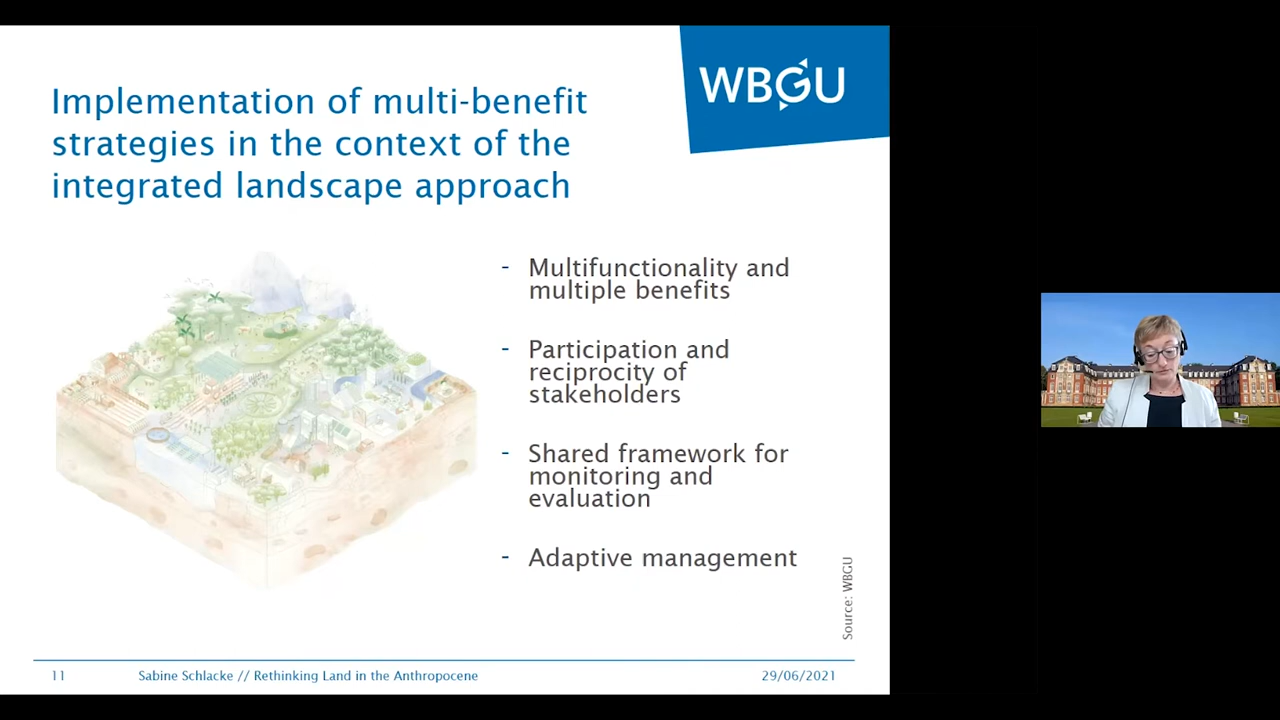 WBGU
Implementation of multi-benefit
strategies in the context of the
integrated landscape approach
- Multifunctionality and
multiple benefits
- Participation and
reciprocity of
stakeholders
- Shared framework for
monitoring and
evaluation
- Adaptive management
Source: WBGU
11 Sabine Schlacke // Rethinking Land in the Anthropocene 29/06/2021